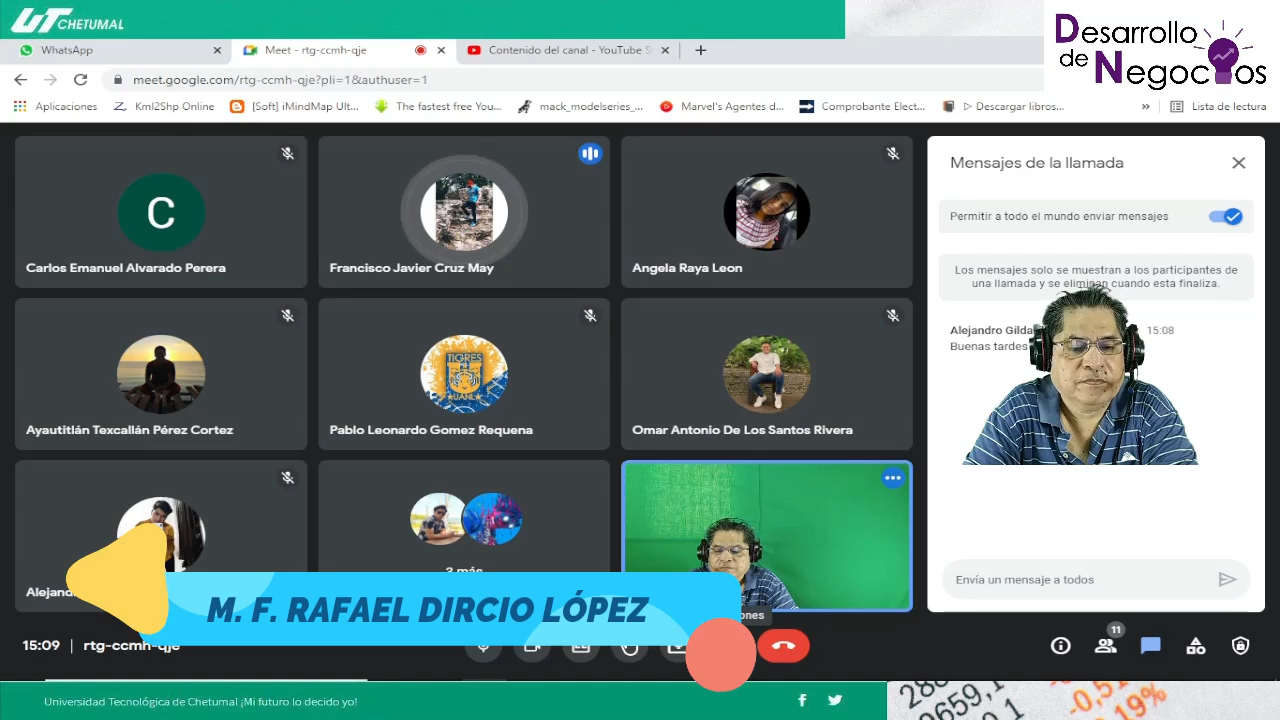 UT CHETUMAL
Desarrollo
de Negocios
WhatsApp
Meet - rtg-ccmh-qje
Contenido del canal - YouTube S
meet.google.com/rtg-ccmh-qje?pli=1&authuser=1
Aplicaciones
Kml2Shp Online
[Soft] iMindMap Ult...
The fastest free You...
mack_modelseries_...
Marvel's Agentes d...
Comprobante Elect...
Descargar libros...
»
Lista de lectura
C
Carlos Emanuel Alvarado Perera
Francisco Javier Cruz May
Angela Raya Leon
TIGRES
UANL
Ayautitlán Texcallán Pérez Cortez
Pablo Leonardo Gomez Requena
Omar Antonio De Los Santos Rivera
3 más
Mensajes de la llamada
Permitir a todo el mundo enviar mensajes
Los mensajes solo se muestran a los participantes de
una llamada y se eliminan cuando esta finaliza.
Alejandro Gilda 15:08
Buenas tardes
Envía un mensaje a todos
M. F. RAFAEL DIRCIO LÓPEZ
15:09 | rtg-ccmh-qje
11
Universidad Tecnológica de Chetumal ¡Mi futuro lo decido yo!